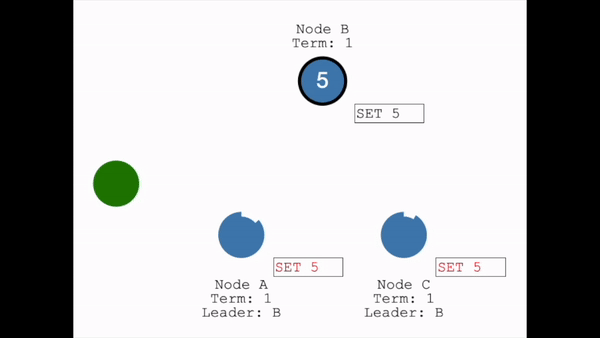 Node B
Term: 1
5
SET 5
SET 5
SET 5
Node A
Term: 1
Leader: B
Node C
Term: 1
Leader: B